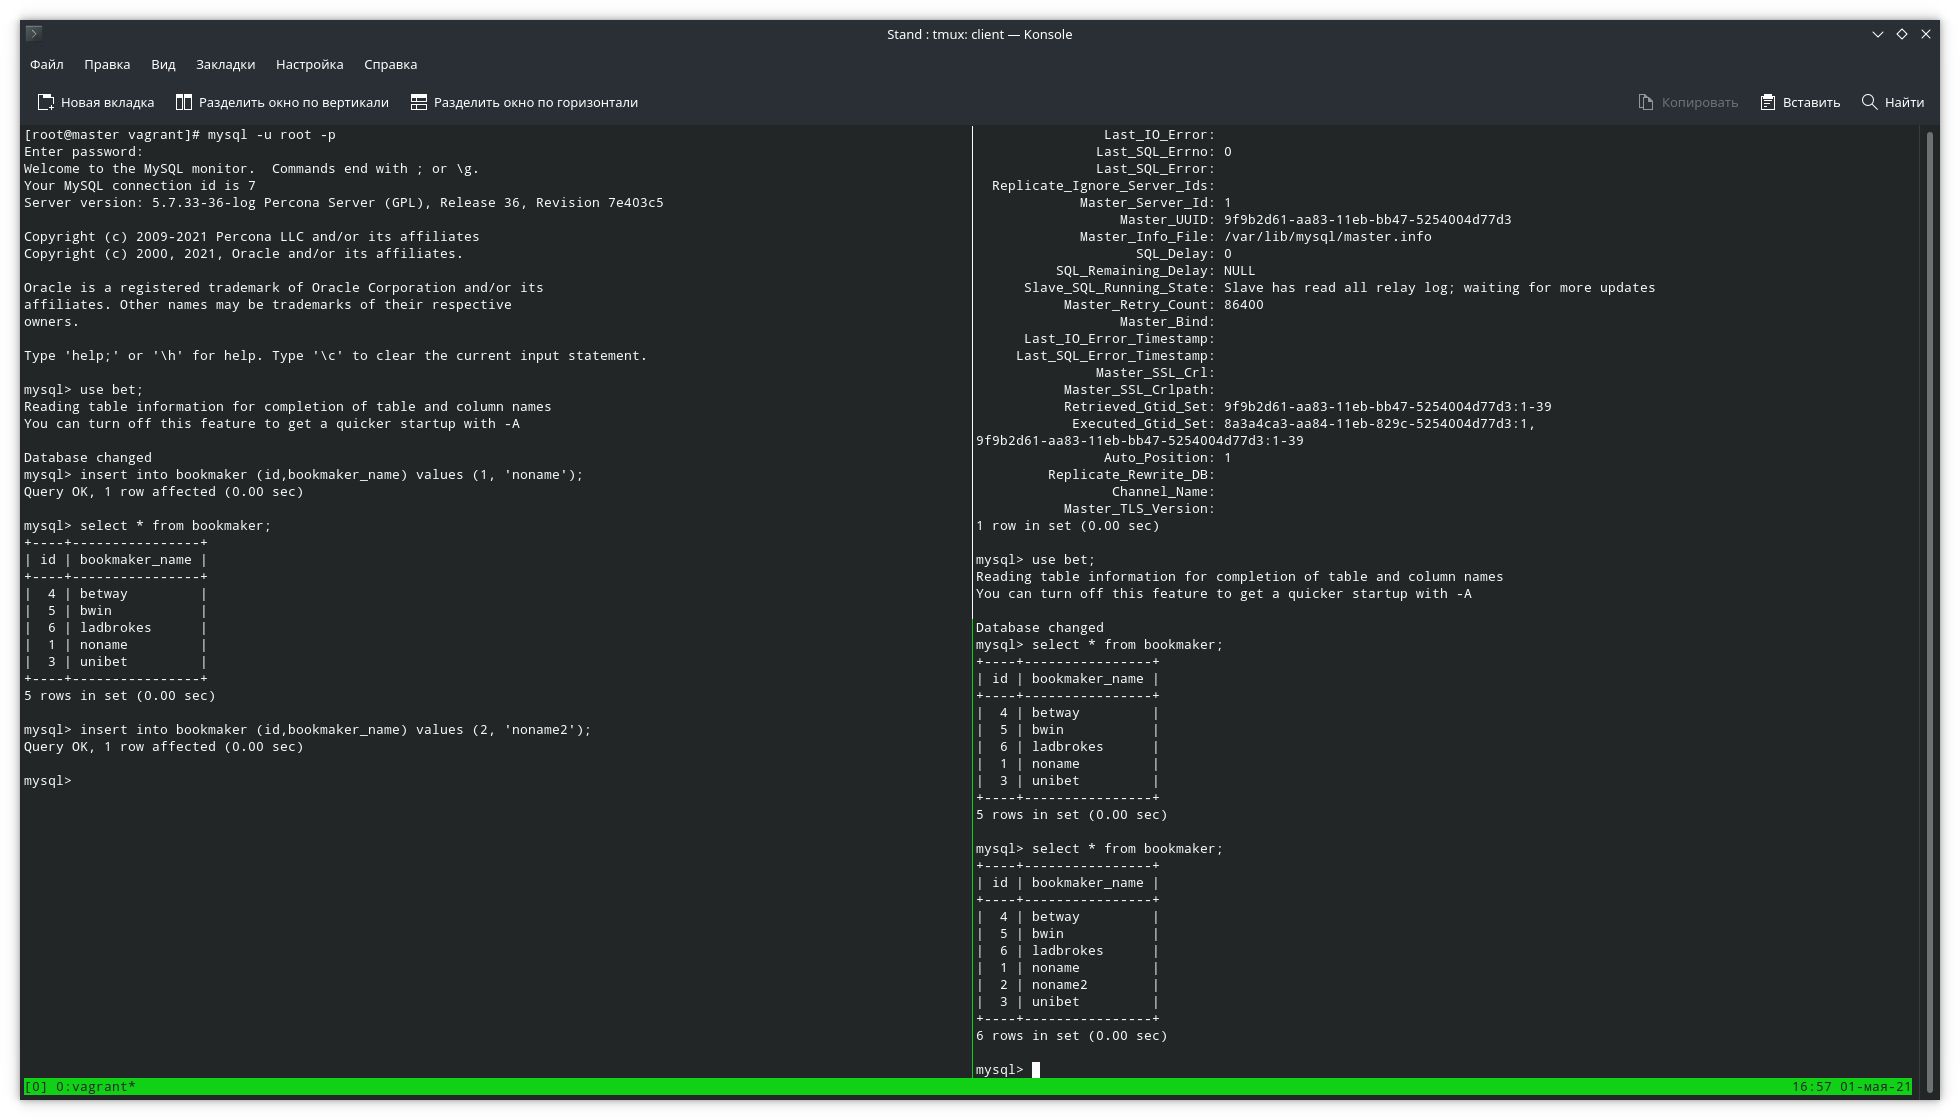 Stand : tmux: client — Konsole
Файл Правка Вид Закладки Настройка Справка
Новая вкладка Разделить окно по вертикали Разделить окно по горизонтали Копировать Вставить Найти
[root@master vagrant]# mysql -u root -p
Enter password:
Welcome to the MySQL monitor.  Commands end with ; or \g.
Your MySQL connection id is 7
Server version: 5.7.33-36-log Percona Server (GPL), Release 36, Revision 7e403c5

Copyright (c) 2009-2021 Percona LLC and/or its affiliates
Copyright (c) 2000, 2021, Oracle and/or its affiliates.

Oracle is a registered trademark of Oracle Corporation and/or its
affiliates. Other names may be trademarks of their respective
owners.

Type 'help;' or '\h' for help. Type '\c' to clear the current input statement.

mysql> use bet;
Reading table information for completion of table and column names
You can turn off this feature to get a quicker startup with -A

Database changed
mysql> insert into bookmaker (id,bookmaker_name) values (1, 'noname');
Query OK, 1 row affected (0.00 sec)

mysql> select * from bookmaker;
+----+----------------+
| id | bookmaker_name |
+----+----------------+
|  4 | betway         |
|  5 | bwin           |
|  6 | ladbrokes      |
|  1 | noname         |
|  3 | unibet         |
+----+----------------+
5 rows in set (0.00 sec)

mysql> insert into bookmaker (id,bookmaker_name) values (2, 'noname2');
Query OK, 1 row affected (0.00 sec)

mysql>
Last_IO_Error:
Last_SQL_Errno: 0
Last_SQL_Error:
Replicate_Ignore_Server_Ids:
Master_Server_Id: 1
Master_UUID: 9f9b2d61-aa83-11eb-bb47-5254004d77d3
Master_Info_File: /var/lib/mysql/master.info
SQL_Delay: 0
SQL_Remaining_Delay: NULL
Slave_SQL_Running_State: Slave has read all relay log; waiting for more updates
Master_Retry_Count: 86400
Master_Bind:
Last_IO_Error_Timestamp:
Last_SQL_Error_Timestamp:
Master_SSL_Crl:
Master_SSL_Crlpath:
Retrieved_Gtid_Set: 9f9b2d61-aa83-11eb-bb47-5254004d77d3:1-39
Executed_Gtid_Set: 8a3a4ca3-aa84-11eb-829c-5254004d77d3:1,
9f9b2d61-aa83-11eb-bb47-5254004d77d3:1-39
Auto_Position: 1
Replicate_Rewrite_DB:
Channel_Name:
Master_TLS_Version:
1 row in set (0.00 sec)

mysql> use bet;
Reading table information for completion of table and column names
You can turn off this feature to get a quicker startup with -A

Database changed
mysql> select * from bookmaker;
+----+----------------+
| id | bookmaker_name |
+----+----------------+
|  4 | betway         |
|  5 | bwin           |
|  6 | ladbrokes      |
|  1 | noname         |
|  3 | unibet         |
+----+----------------+
5 rows in set (0.00 sec)

mysql> select * from bookmaker;
+----+----------------+
| id | bookmaker_name |
+----+----------------+
|  4 | betway         |
|  5 | bwin           |
|  6 | ladbrokes      |
|  1 | noname         |
|  2 | noname2        |
|  3 | unibet         |
+----+----------------+
6 rows in set (0.00 sec)

mysql>
[0] 0:vagrant* 16:57 01-мая-21